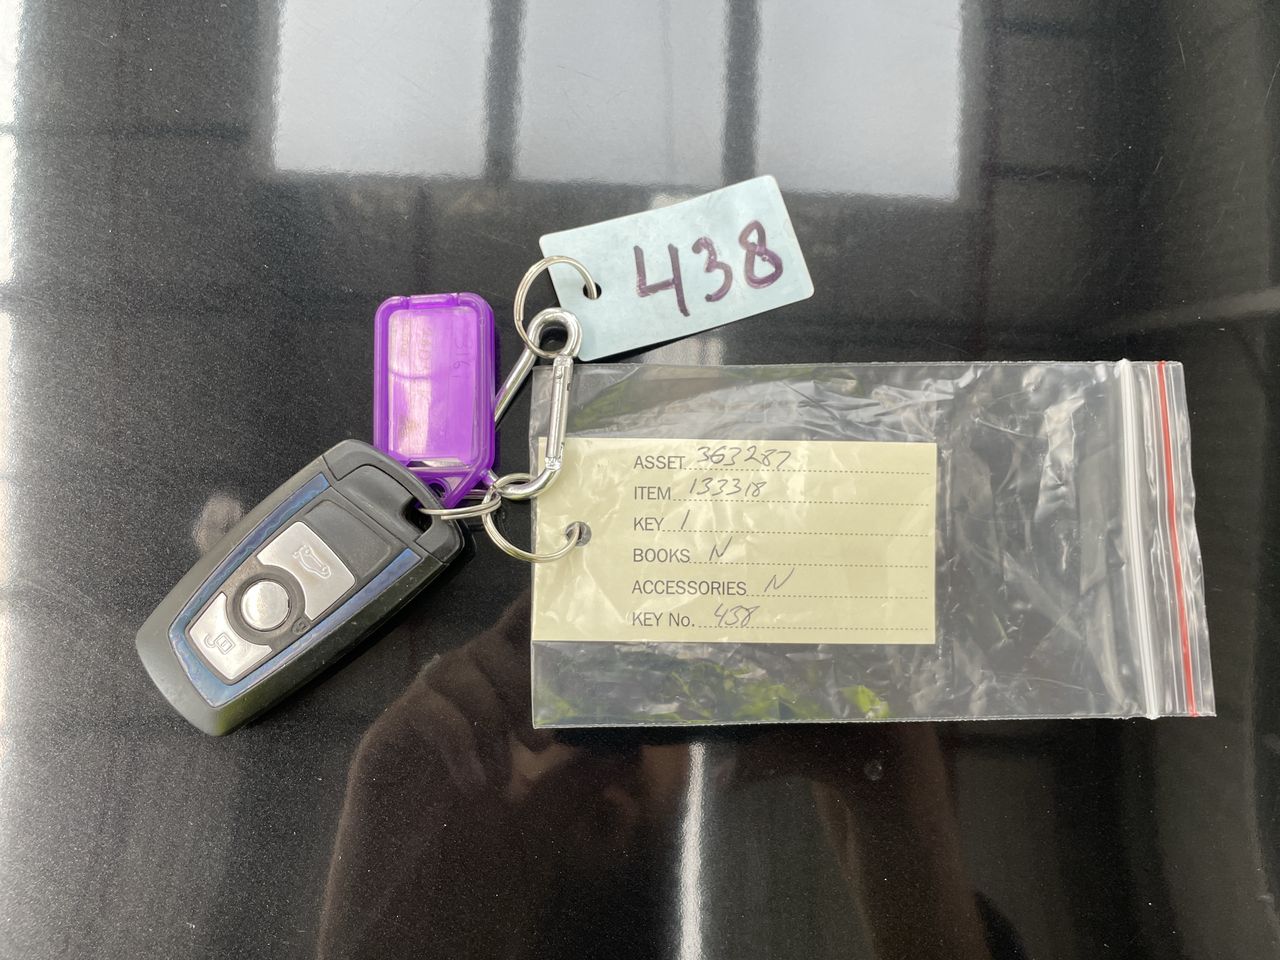 438
ASSET 363287
ITEM 133318
KEY 1
BOOKS N
ACCESSORIES N
KEY No. 438